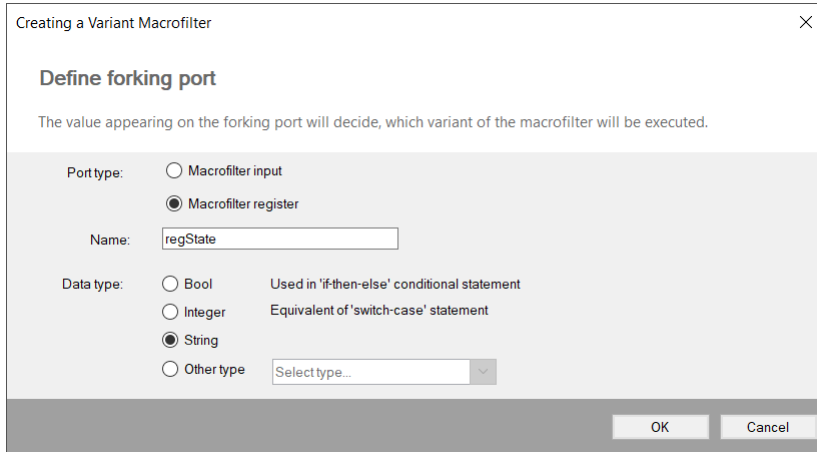 Creating a Variant Macrofilter
Define forking port
The value appearing on the forking port will decide, which variant of the macrofilter will be executed.
Port type: Macrofilter input
Macrofilter register
Name: regState
Data type: Bool Used in 'if-then-else' conditional statement
Integer Equivalent of 'switch-case' statement
String
Other type Select type...
OK Cancel